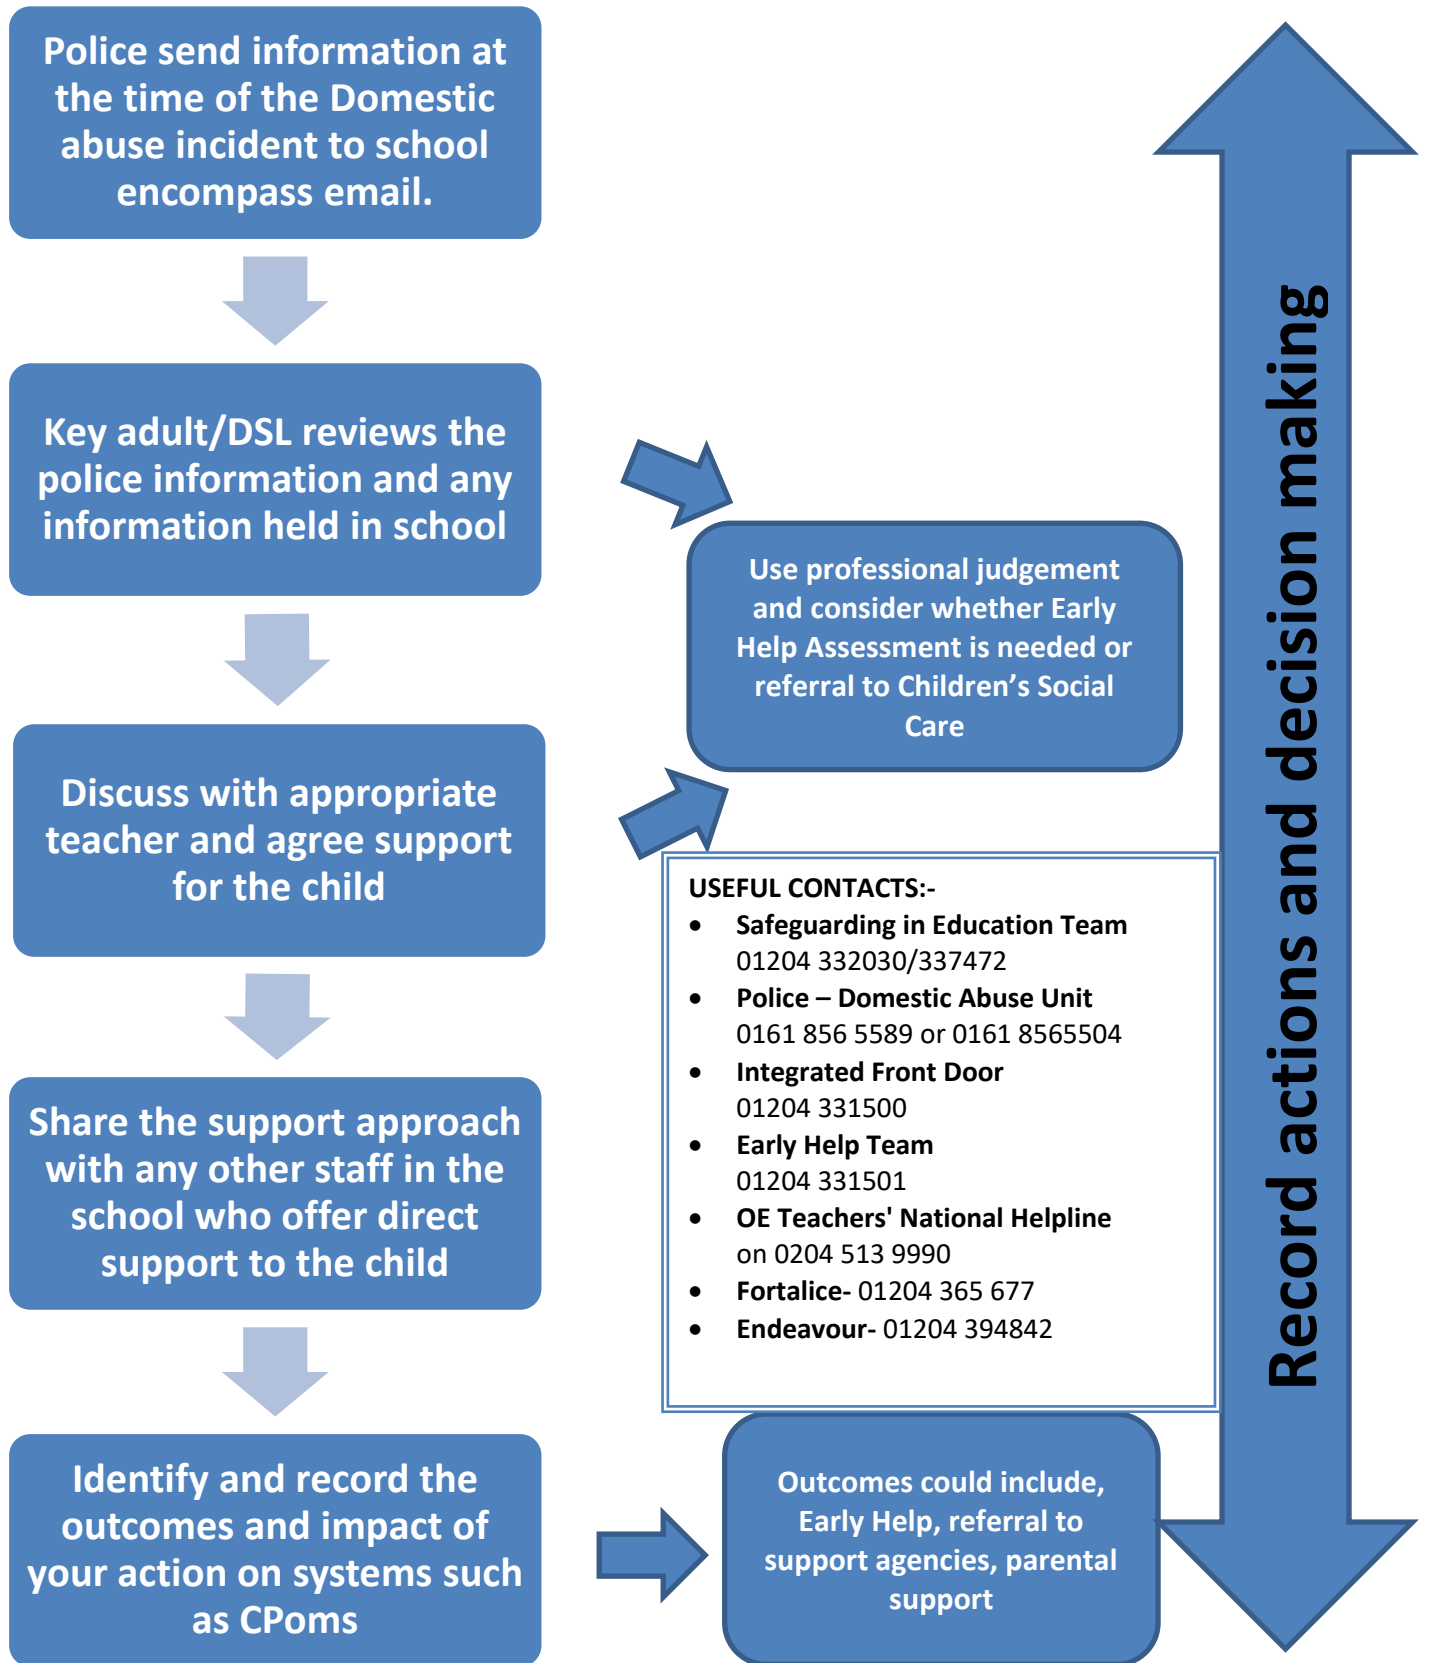 Police send information at
the time of the Domestic
abuse incident to school
encompass email.
Key adult/DSL reviews the
police information and any
information held in school
Use professional judgement
and consider whether Early
Help Assessment is needed or
referral to Children’s Social
Care
Discuss with appropriate
teacher and agree support
for the child
USEFUL CONTACTS:-
• Safeguarding in Education Team
01204 332030/337472
• Police – Domestic Abuse Unit
0161 856 5589 or 0161 8565504
• Integrated Front Door
01204 331500
• Early Help Team
01204 331501
• OE Teachers' National Helpline
on 0204 513 9990
• Fortalice- 01204 365 677
• Endeavour- 01204 394842
Share the support approach
with any other staff in the
school who offer direct
support to the child
Identify and record the
outcomes and impact of
your action on systems such
as CPoms
Outcomes could include,
Early Help, referral to
support agencies, parental
support
Record actions and decision making